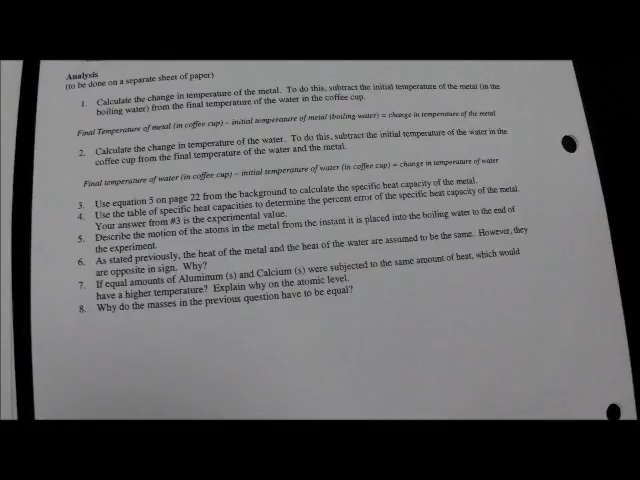 Analysis
(to be done on a separate sheet of paper)
1. Calculate the change in temperature of the metal. To do this, subtract the initial temperature of the metal (in the
boiling water) from the final temperature of the water in the coffee cup.
Final Temperature of metal (in coffee cup) – initial temperature of metal (boiling water) = change in temperature of the metal
2. Calculate the change in temperature of the water. To do this, subtract the initial temperature of the water in the
coffee cup from the final temperature of the water and the metal.
Final temperature of water (in coffee cup) – initial temperature of water (in coffee cup) = change in temperature of water
3. Use equation 5 on page 22 from the background to calculate the specific heat capacity of the metal.
4. Use the table of specific heat capacities to determine the percent error of the specific heat capacity of the metal.
Your answer from #3 is the experimental value.
5. Describe the motion of the atoms in the metal from the instant it is placed into the boiling water to the end of
the experiment.
6. As stated previously, the heat of the metal and the heat of the water are assumed to be the same. However, they
are opposite in sign. Why?
7. If equal amounts of Aluminum (s) and Calcium (s) were subjected to the same amount of heat, which would
have a higher temperature? Explain why on the atomic level.
8. Why do the masses in the previous question have to be equal?